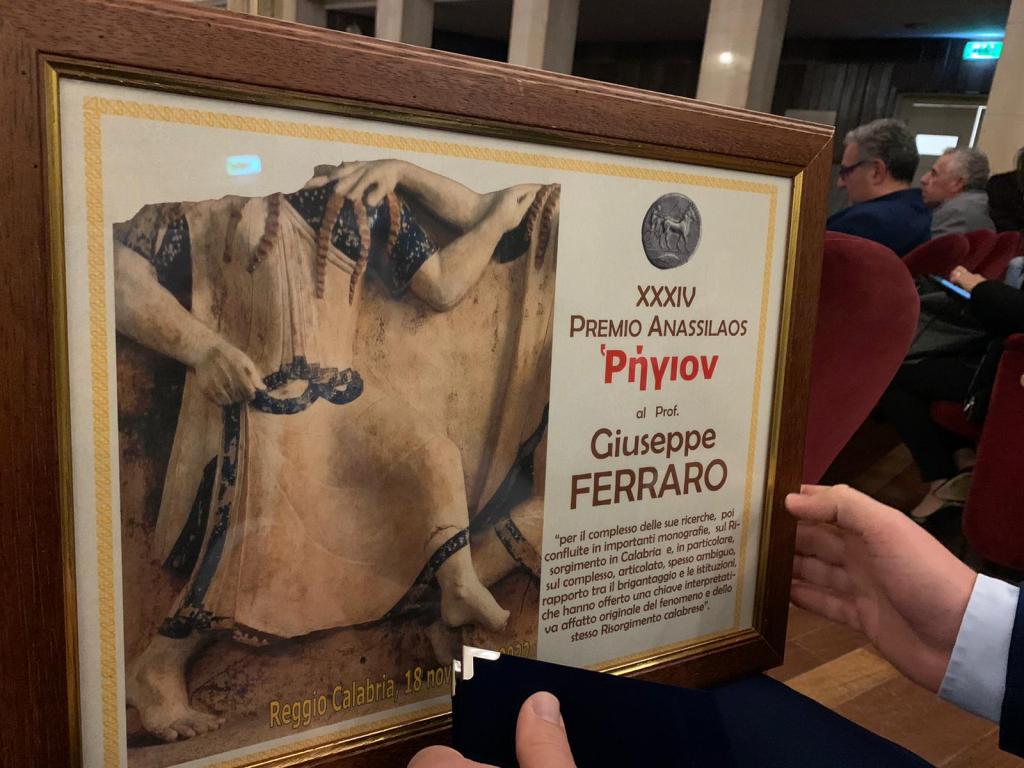 XXXIV
PREMIO ANASSILAOS
Ῥήγιον
al Prof.
Giuseppe
FERRARO
"per il complesso delle sue ricerche, poi
confluite in importanti monografie, sul Ri-
sorgimento in Calabria e, in particolare,
sul complesso, articolato, spesso ambiguo,
rapporto tra il brigantaggio e le istituzioni,
che hanno offerto una chiave interpretati-
va affatto originale del fenomeno e dello
stesso Risorgimento calabrese".
Reggio Calabria, 18 nov